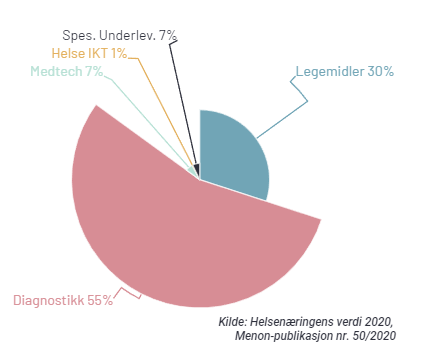 Spes. Underlev. 7%
Helse IKT 1%
Medtech 7%
Legemidler 30%
Diagnostikk 55%
Kilde: Helsenæringens verdi 2020,
Menon-publikasjon nr. 50/2020